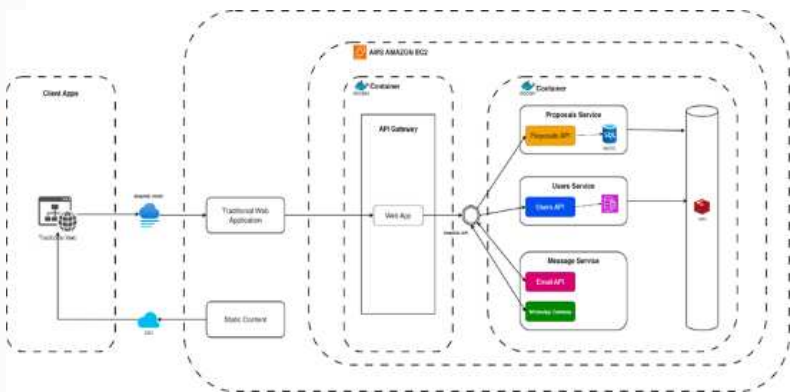 AWS AMAZON EC2
Client Apps
Container
Container
API Gateway
Proposals Service
Proposals API
SQL
Users Service
Users API
Traditional Web
Application
Web App
Message Service
Email API
Static Content